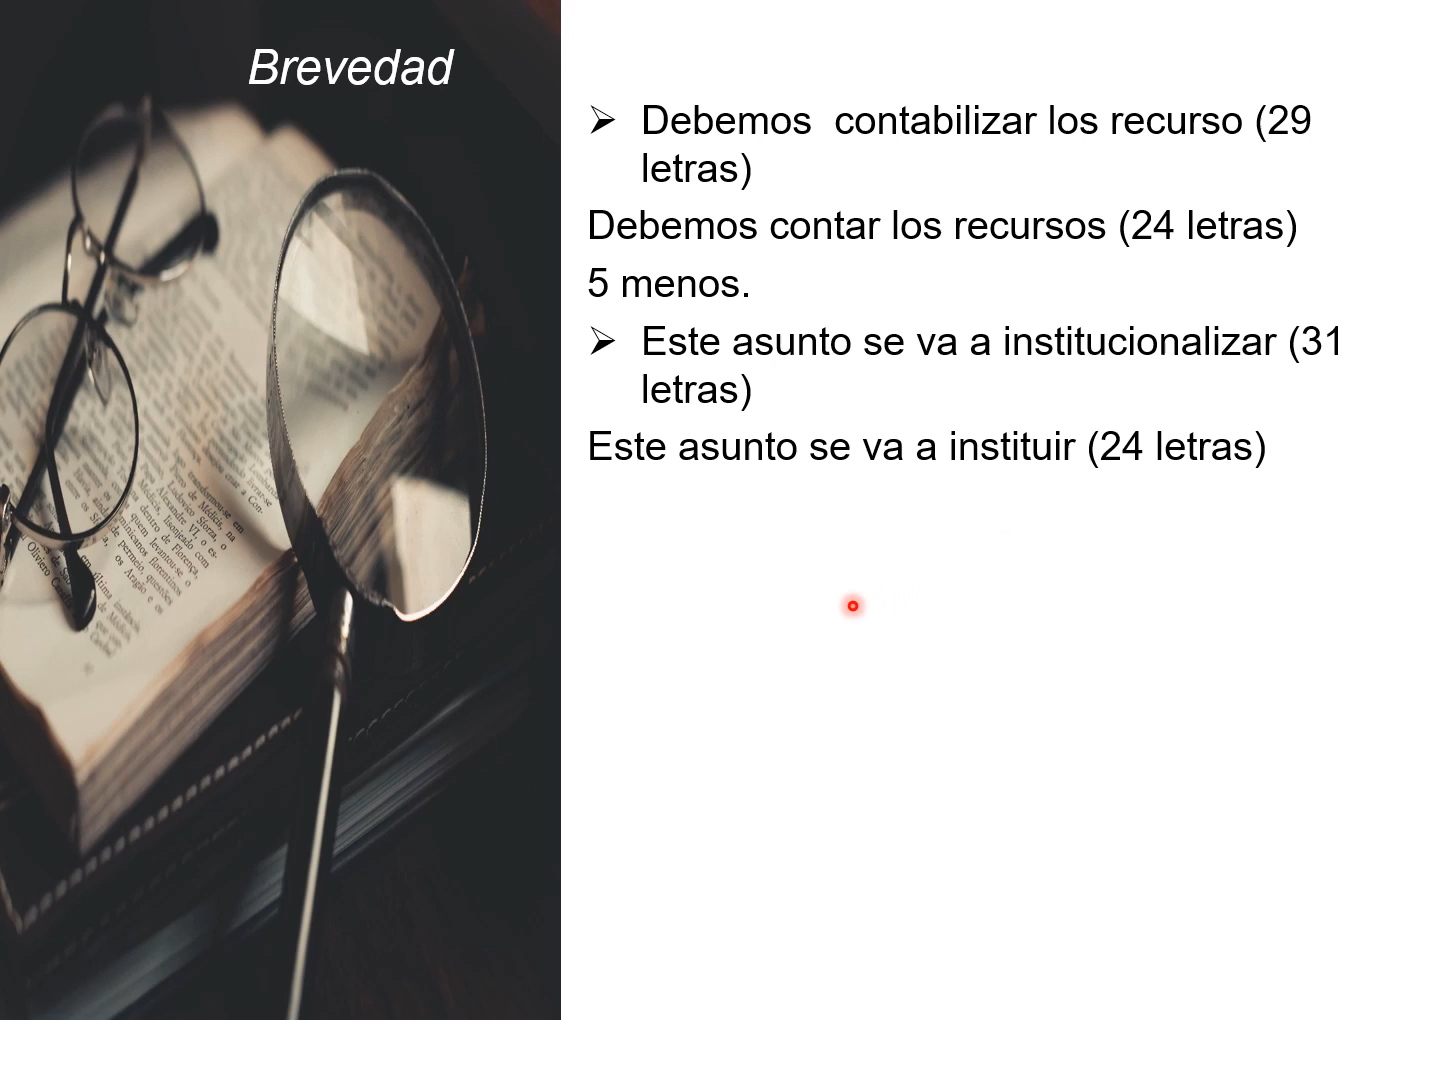 Brevedad
➢ Debemos  contabilizar los recurso (29
letras)
Debemos contar los recursos (24 letras)
5 menos.
➢ Este asunto se va a institucionalizar (31
letras)
Este asunto se va a instituir (24 letras)